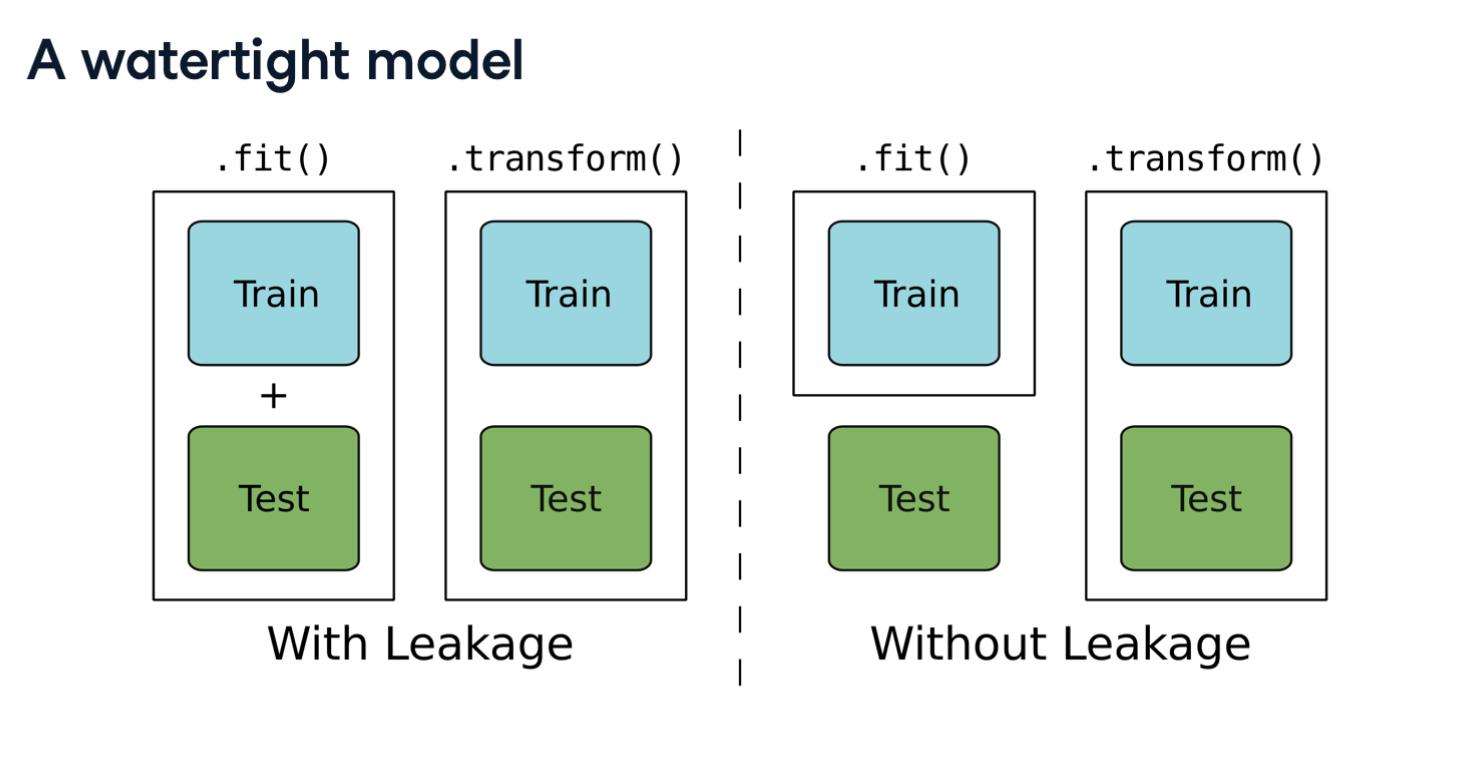 A watertight model
.fit() .transform() .fit() .transform()
Train Train Train Train
+
Test Test Test Test
With Leakage Without Leakage